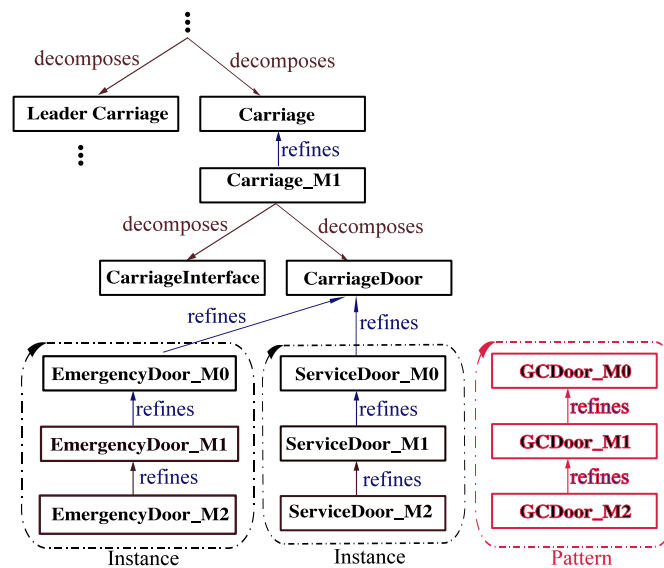 decomposes decomposes
Leader Carriage Carriage
refines
Carriage_M1
decomposes decomposes
CarriageInterface CarriageDoor
refines refines
EmergencyDoor_M0 ServiceDoor_M0 GCDoor_M0
refines refines refines
EmergencyDoor_M1 ServiceDoor_M1 GCDoor_M1
refines refines refines
EmergencyDoor_M2 ServiceDoor_M2 GCDoor_M2
Instance Instance Pattern